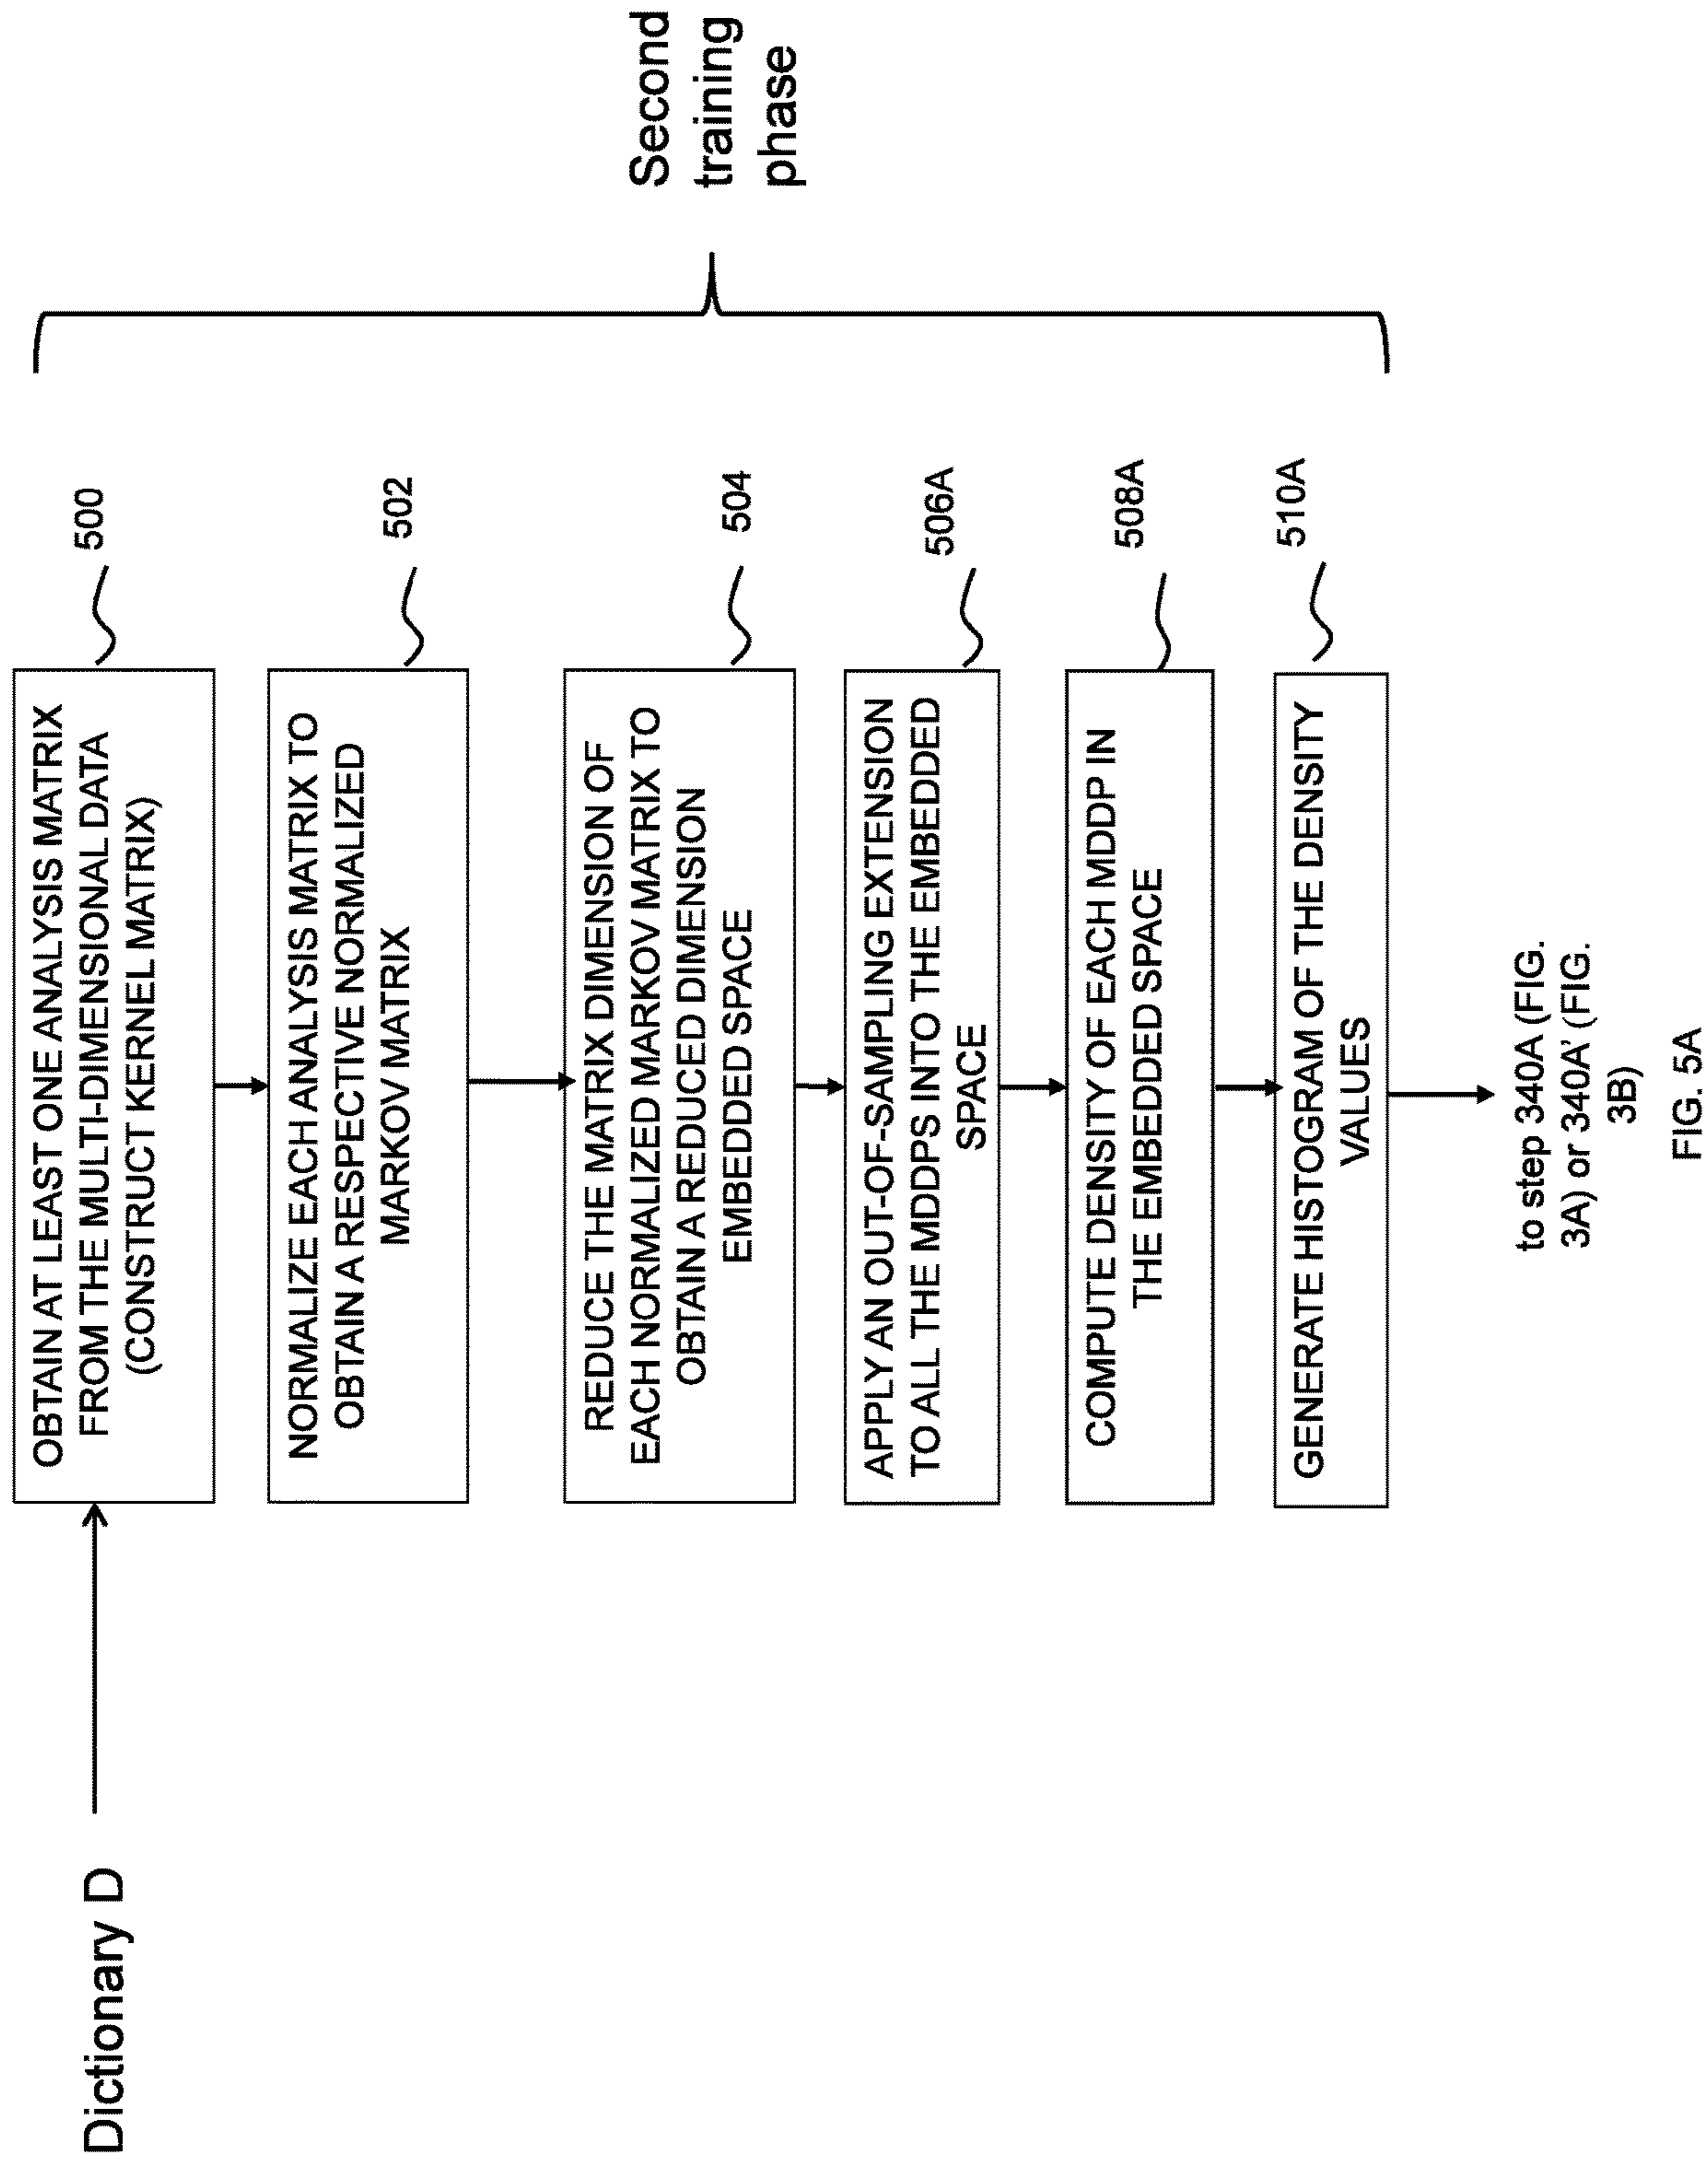 Dictionary D
OBTAIN AT LEAST ONE ANALYSIS MATRIX
FROM THE MULTI-DIMENSIONAL DATA
(CONSTRUCT KERNEL MATRIX)
500
NORMALIZE EACH ANALYSIS MATRIX TO
OBTAIN A RESPECTIVE NORMALIZED
MARKOV MATRIX
502
REDUCE THE MATRIX DIMENSION OF
EACH NORMALIZED MARKOV MATRIX TO
OBTAIN A REDUCED DIMENSION
EMBEDDED SPACE
504
APPLY AN OUT-OF-SAMPLING EXTENSION
TO ALL THE MDDPS INTO THE EMBEDDED
SPACE
506A
COMPUTE DENSITY OF EACH MDDP IN
THE EMBEDDED SPACE
508A
GENERATE HISTOGRAM OF THE DENSITY
VALUES
510A
Second
training
phase
to step 340A (FIG.
3A) or 340A' (FIG.
3B)
FIG. 5A